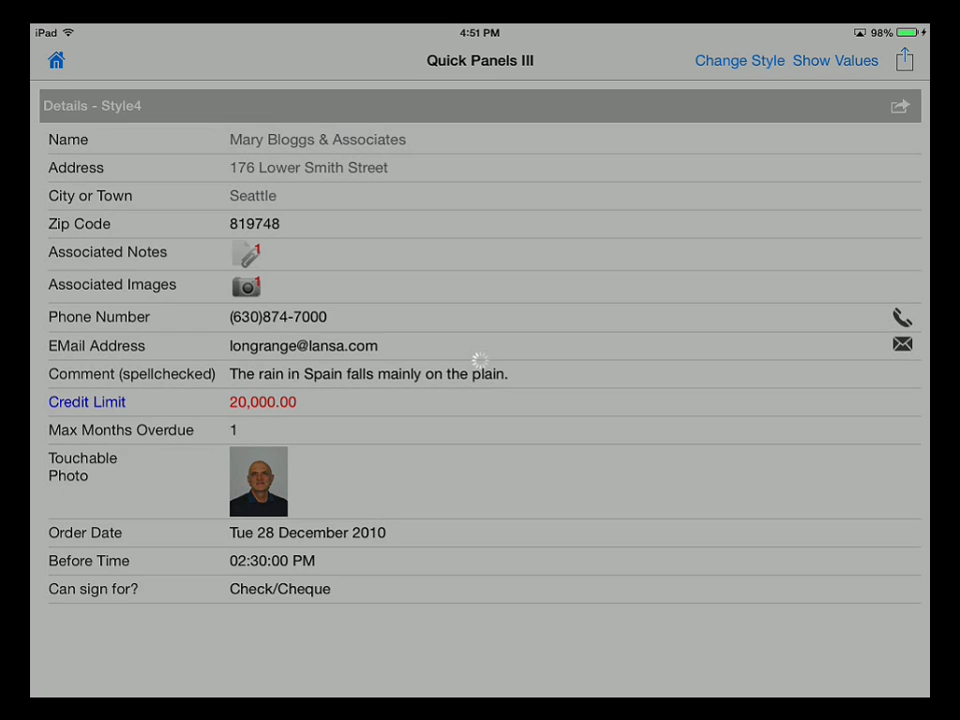 iPad 4:51 PM 98%
Quick Panels III Change Style Show Values
Details - Style4
Name Mary Bloggs & Associates
Address 176 Lower Smith Street
City or Town Seattle
Zip Code 819748
Associated Notes 1
Associated Images 1
Phone Number (630)874-7000
EMail Address longrange@lansa.com
Comment (spellchecked) The rain in Spain falls mainly on the plain.
Credit Limit 20,000.00
Max Months Overdue 1
Touchable
Photo
Order Date Tue 28 December 2010
Before Time 02:30:00 PM
Can sign for? Check/Cheque